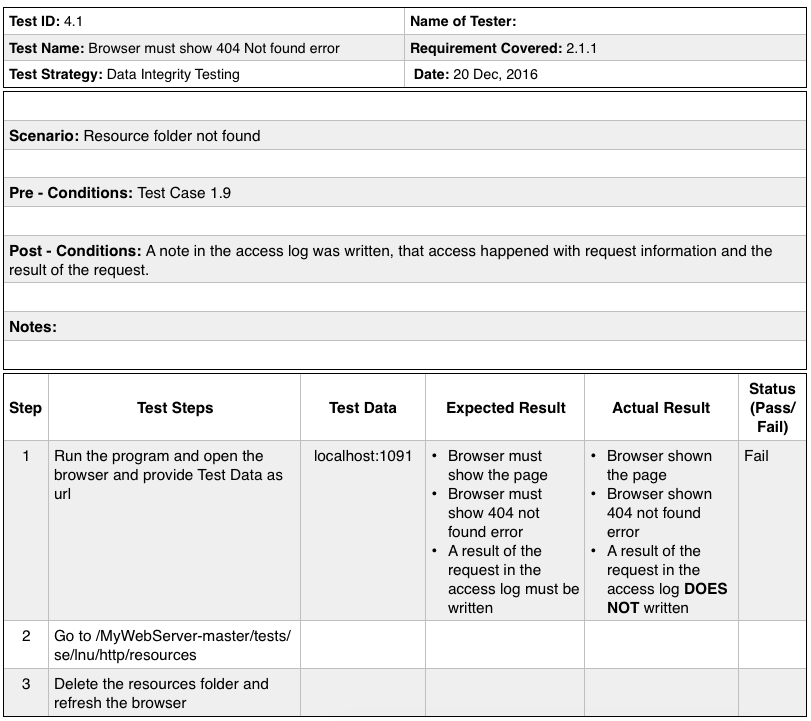 Test ID: 4.1
Name of Tester:
Test Name: Browser must show 404 Not found error
Requirement Covered: 2.1.1
Test Strategy: Data Integrity Testing
Date: 20 Dec, 2016
Scenario: Resource folder not found
Pre - Conditions: Test Case 1.9
Post - Conditions: A note in the access log was written, that access happened with request information and the
result of the request.
Notes:
Step
Test Steps
Test Data
Expected Result
Actual Result
Status
(Pass/
Fail)
1
Run the program and open the
browser and provide Test Data as
url
localhost:1091
• Browser must
show the page
• Browser must
show 404 not
found error
• A result of the
request in the
access log must be
written
• Browser shown
the page
• Browser shown
404 not found
error
• A result of the
request in the
access log DOES
NOT written
Fail
2
Go to /MyWebServer-master/tests/
se/lnu/http/resources
3
Delete the resources folder and
refresh the browser